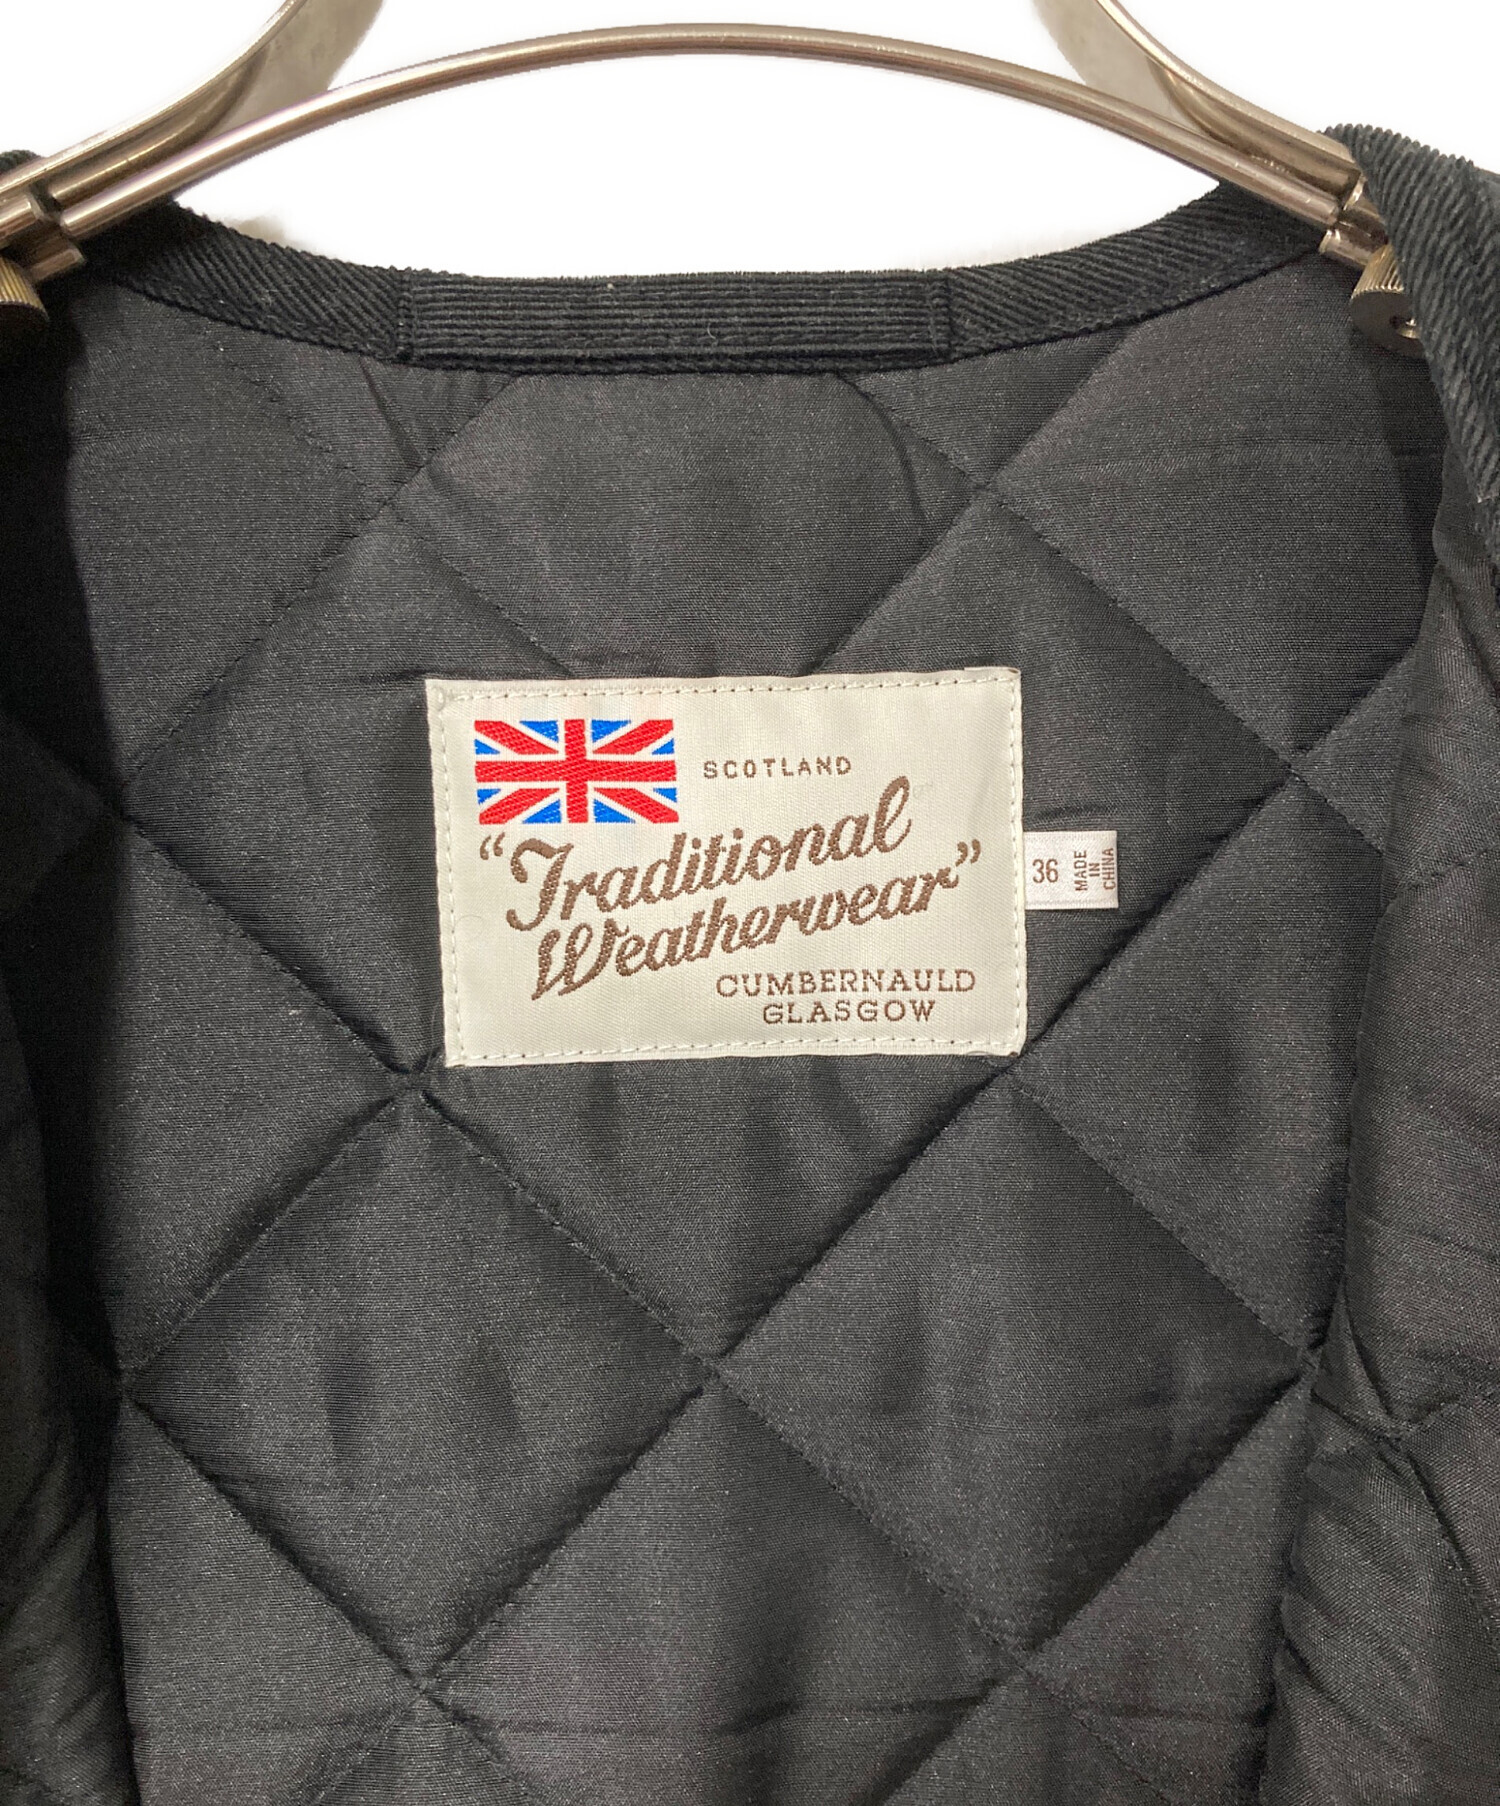 SCOTLAND
“Traditional
Weatherwear”
CUMBERNAULD
GLASGOW
36
MADE
IN
CHINA